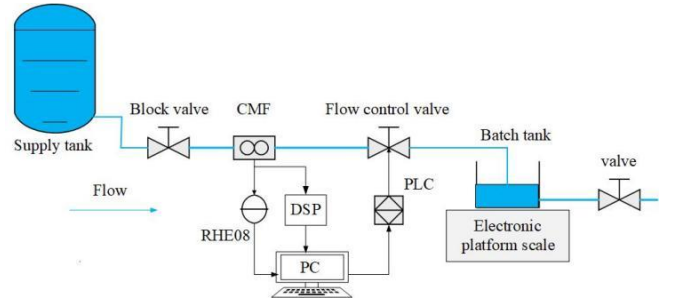 Block valve
CMF
Flow control valve
Supply tank
Batch tank
valve
Flow
DSP
PLC
RHE08
PC
Electronic
platform scale